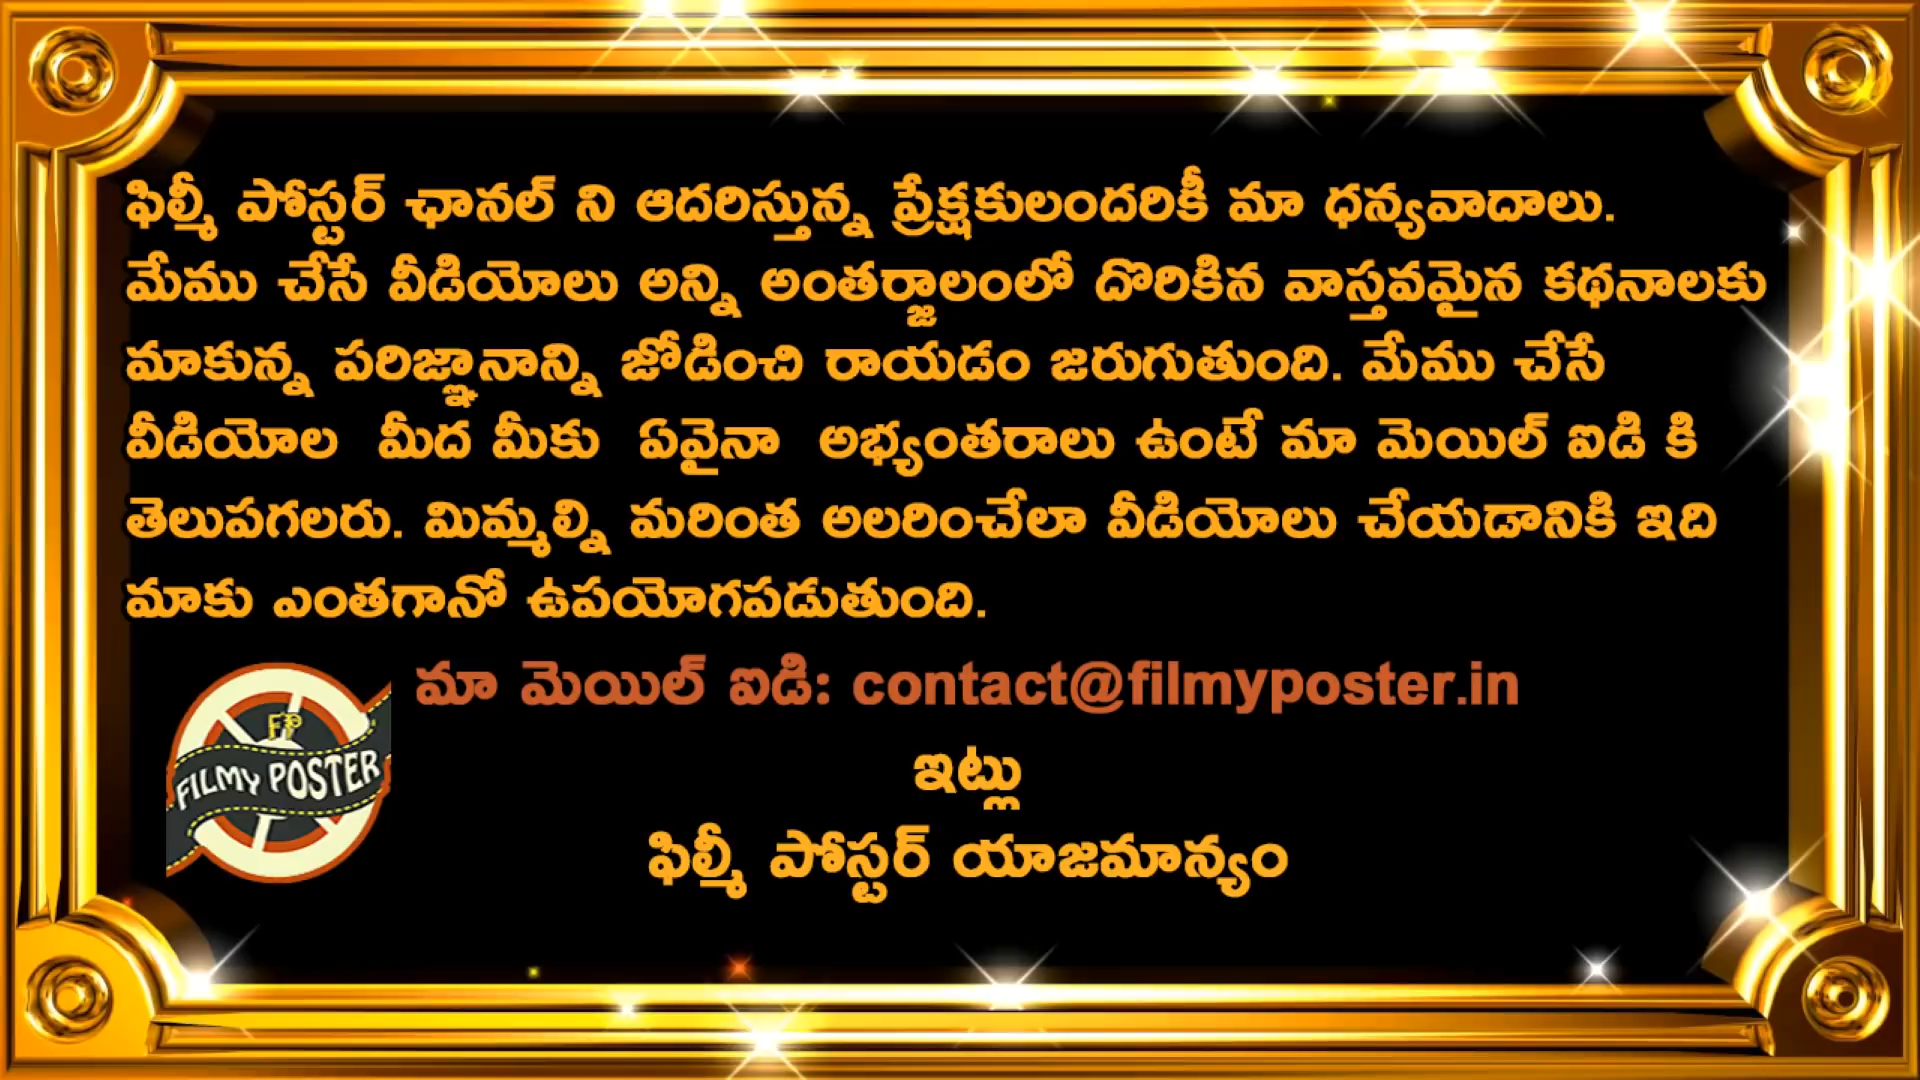 ఫిల్మీ పోస్టర్ ఛానల్ ని ఆదరిస్తున్న ప్రేక్షకులందరికీ మా ధన్యవాదాలు.
మేము చేసే వీడియోలు అన్ని అంతర్జాలంలో దొరికిన వాస్తవమైన కథనాలకు
మాకున్న పరిజ్ఞానాన్ని జోడించి రాయడం జరుగుతుంది. మేము చేసే
వీడియోల మీద మీకు ఏవైనా అభ్యంతరాలు ఉంటే మా మెయిల్ ఐడి కి
తెలుపగలరు. మిమ్మల్ని మరింత అలరించేలా వీడియోలు చేయడానికి ఇది
మాకు ఎంతగానో ఉపయోగపడుతుంది.
మా మెయిల్ ఐడి: contact@filmyposter.in
FP
FILMY POSTER
ఇట్లు
ఫిల్మీ పోస్టర్ యాజమాన్యం